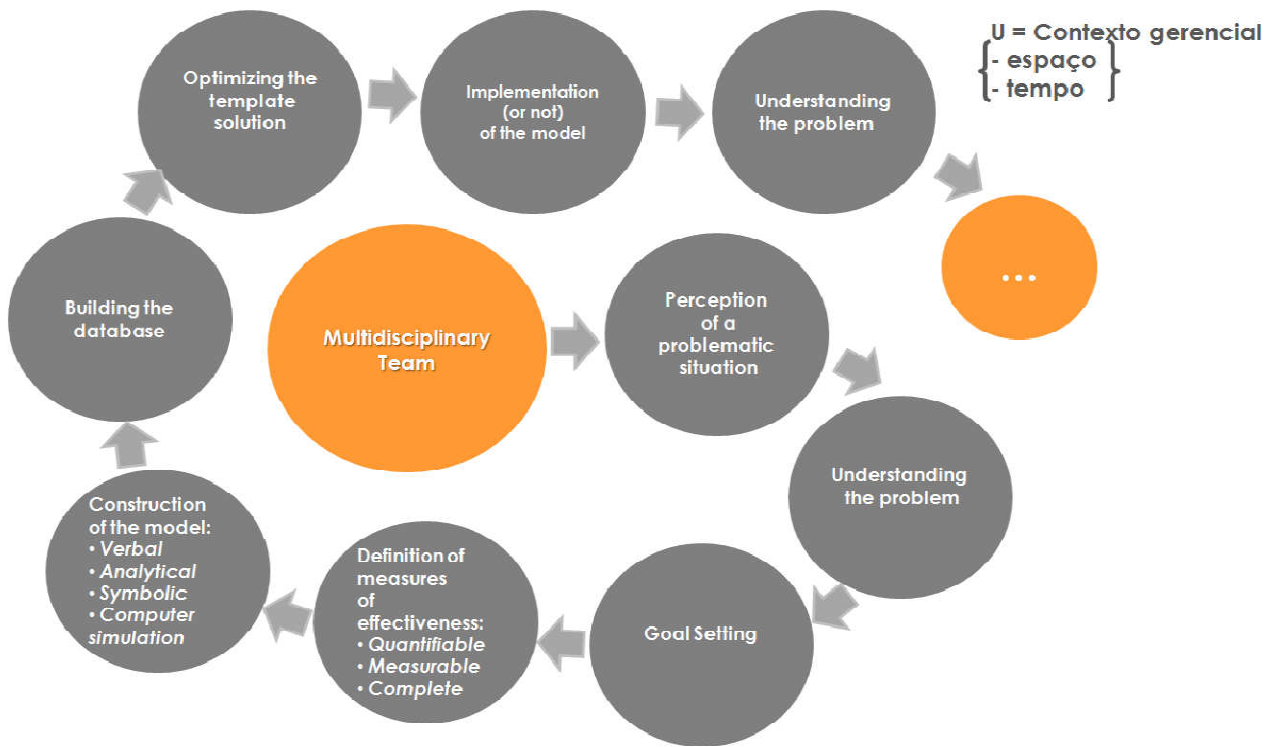 Optimizing the
template
solution
Implementation
(or not)
of the model
Understanding
the problem
U = Contexto gerencial
- espaço
- tempo
...
Building the
database
Multidisciplinary
Team
Perception
of a
problematic
situation
Understanding
the problem
Construction
of the model:
• Verbal
• Analytical
• Symbolic
• Computer
simulation
Definition of
measures
of
effectiveness:
• Quantifiable
• Measurable
• Complete
Goal Setting